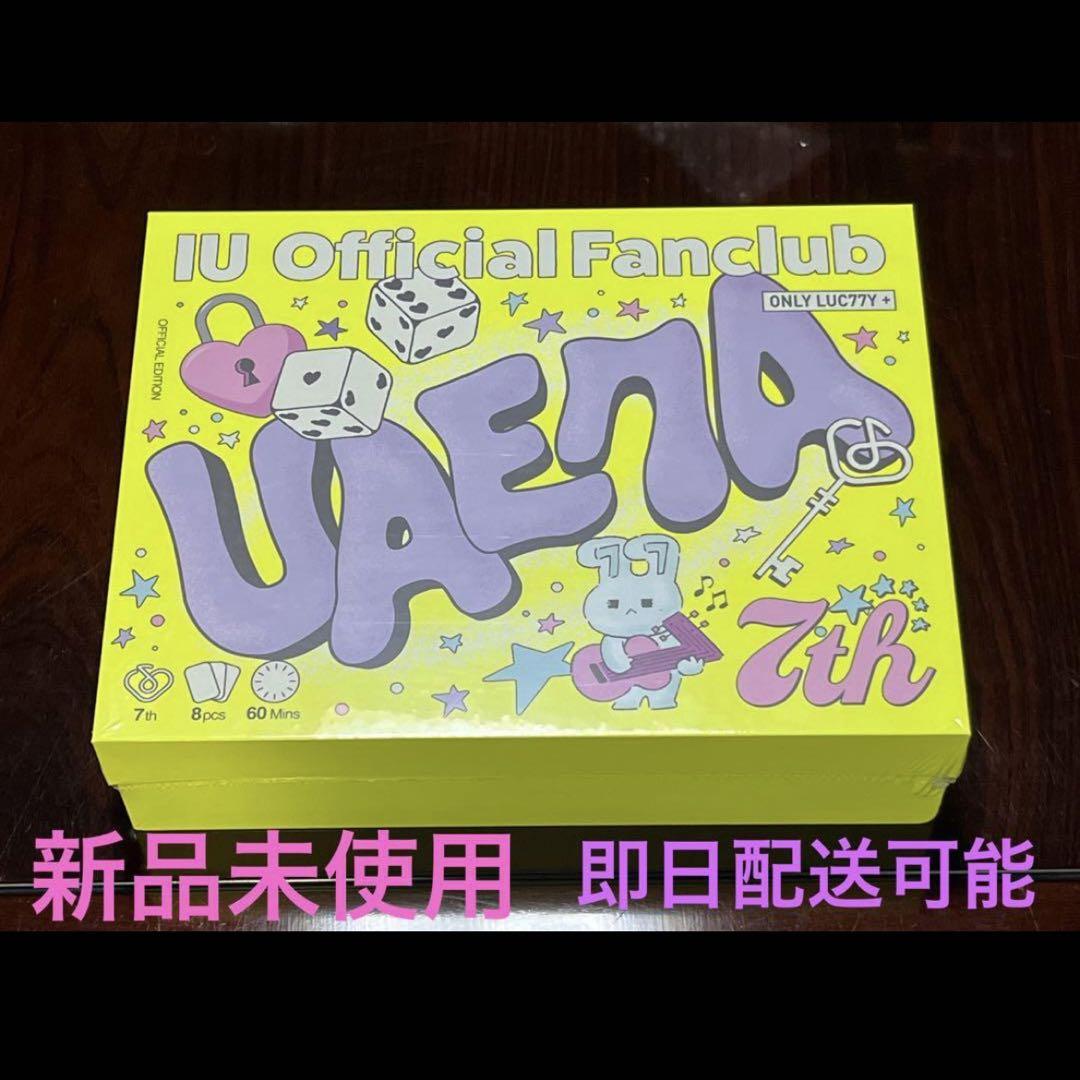 IU Official Fanclub
ONLY LUC77Y +
OFFICIAL EDITION
UAENA
7th
7th
8pcs
60 Mins
新品未使用
即日配送可能